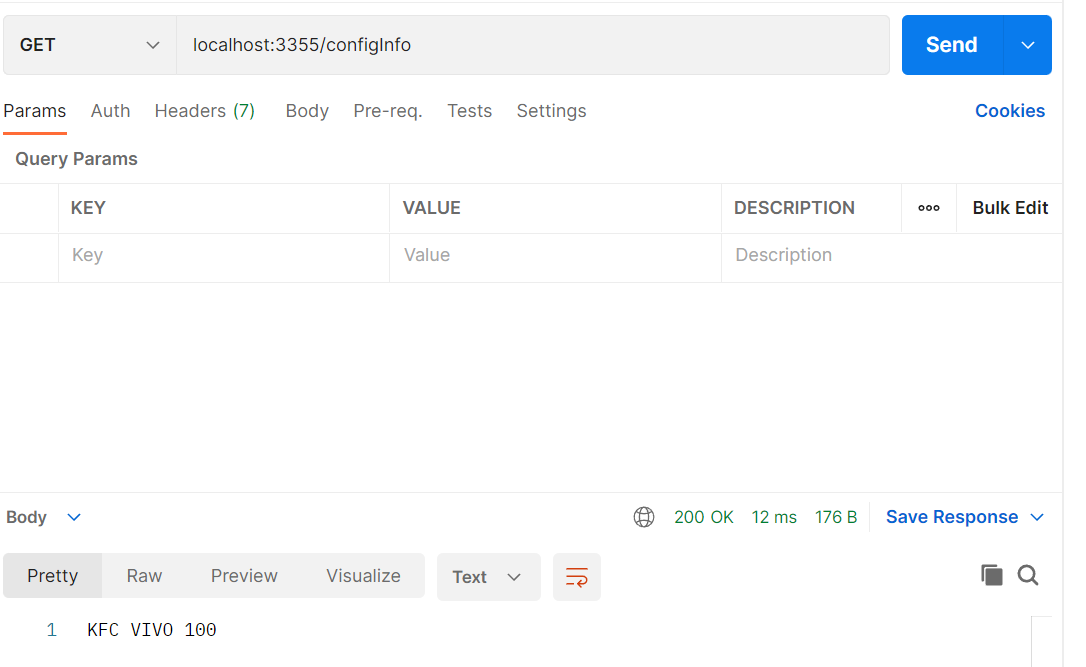 GET localhost:3355/configInfo Send
Params Auth Headers (7) Body Pre-req. Tests Settings Cookies
Query Params
KEY VALUE DESCRIPTION ooo Bulk Edit
Key Value Description
Body 200 OK 12 ms 176 B Save Response
Pretty Raw Preview Visualize Text
1 KFC VIVO 100